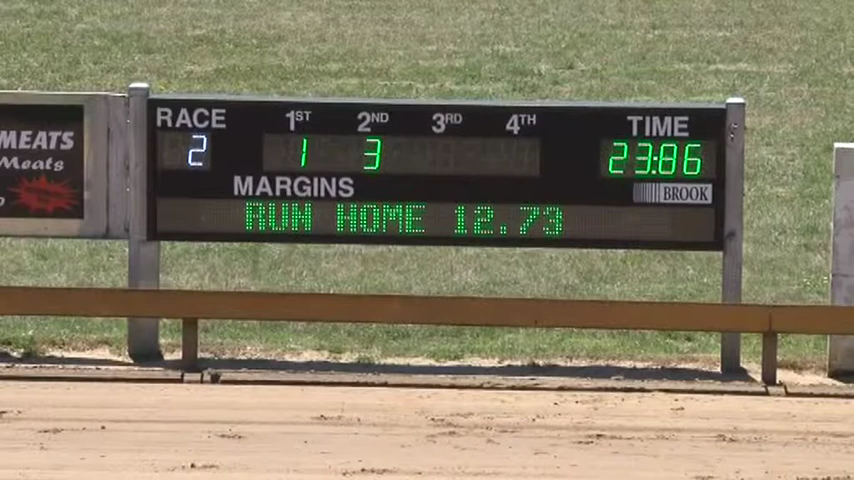 MEATS
Meats
RACE 1ST 2ND 3RD 4TH TIME
2 1 3 23:86
MARGINS BROOK
RUN HOME 12.73